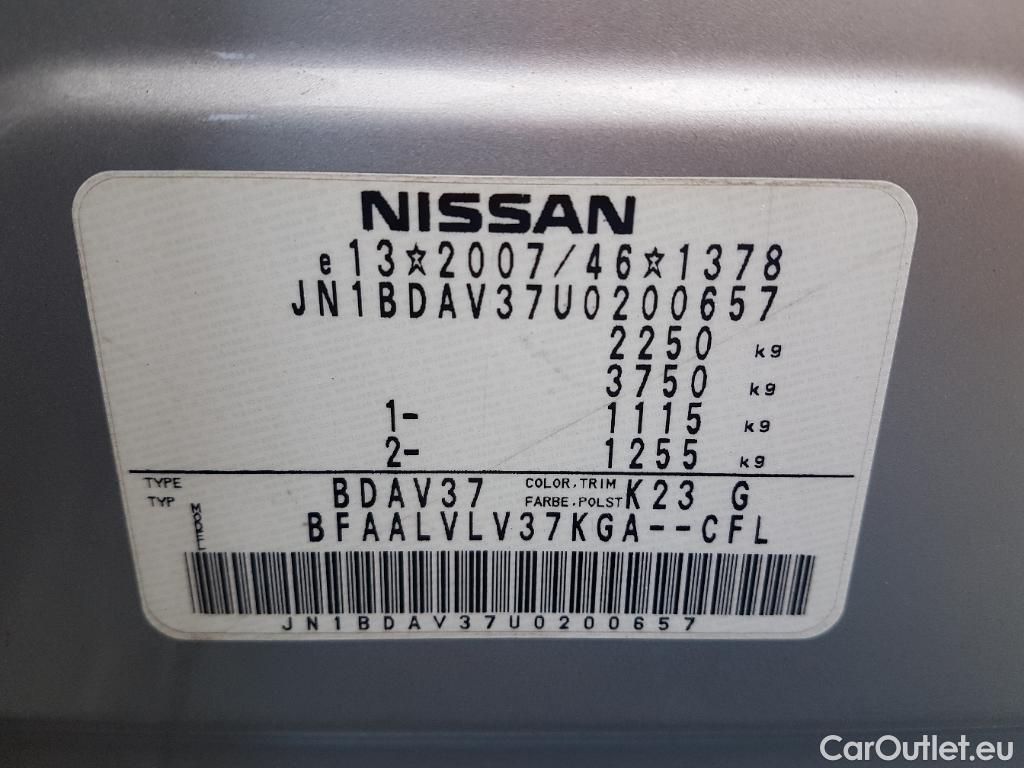 NISSAN
e13☆2007/46☆1378
JN1BDAV37U0200657
2250 kg
3750 kg
1- 1115 kg
2- 1255 kg
TYPE BDAV37 COLOR,TRIM K23 G
TYP FARBE,POLST
MODEL BFAALVLV37KGA--CFL
JN1BDAV37U0200657
CarOutlet.eu